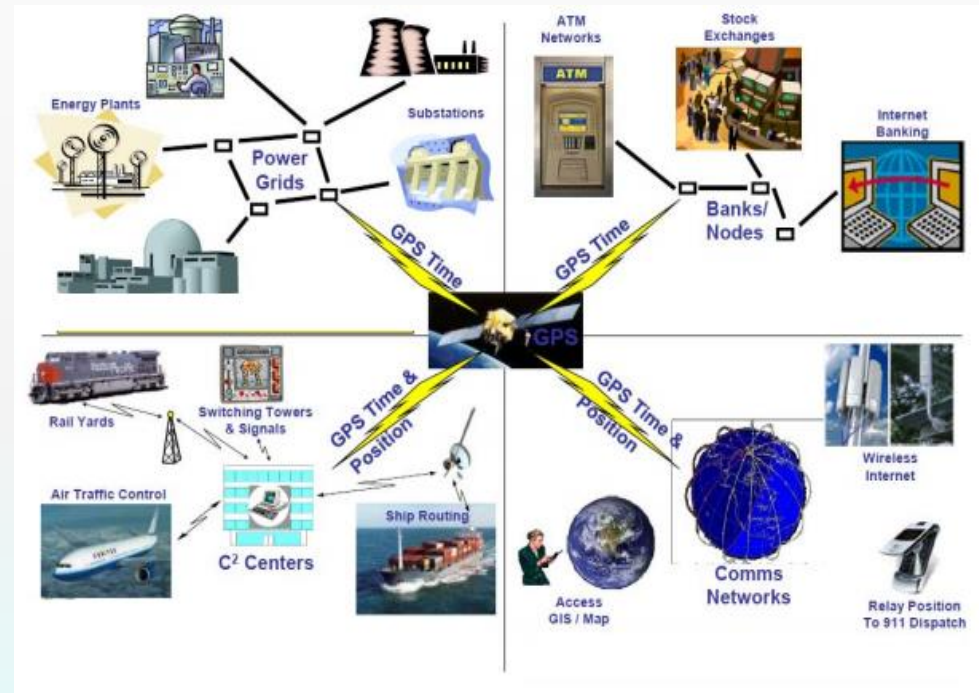 Energy Plants
Power
Grids
Substations
GPS Time
ATM
Networks
ATM
Stock
Exchanges
Internet
Banking
Banks/
Nodes
GPS Time
GPS
Rail Yards
Switching Towers
& Signals
GPS Time &
Position
Air Traffic Control
C² Centers
Ship Routing
GPS Time &
Position
Wireless
Internet
Access
GIS / Map
Comms
Networks
Relay Position
To 911 Dispatch